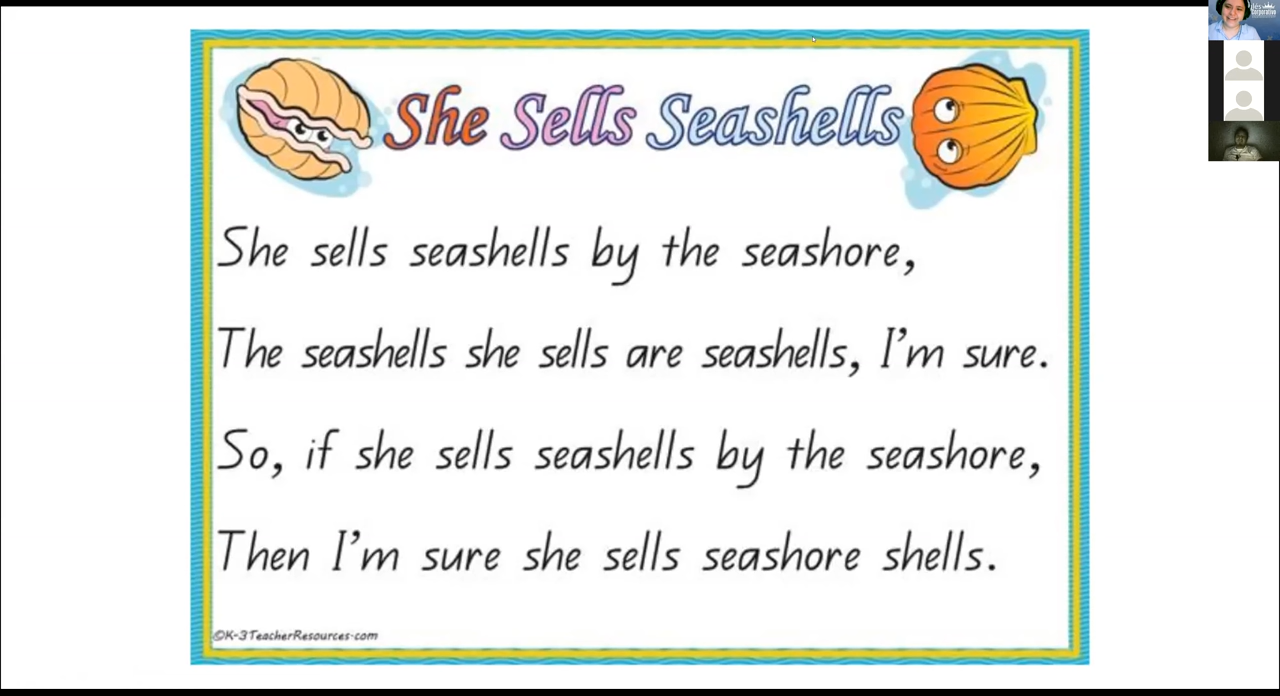 She Sells Seashells
She sells seashells by the seashore,
The seashells she sells are seashells, I'm sure.
So, if she sells seashells by the seashore,
Then I'm sure she sells seashore shells.
©K-3TeacherResources.com